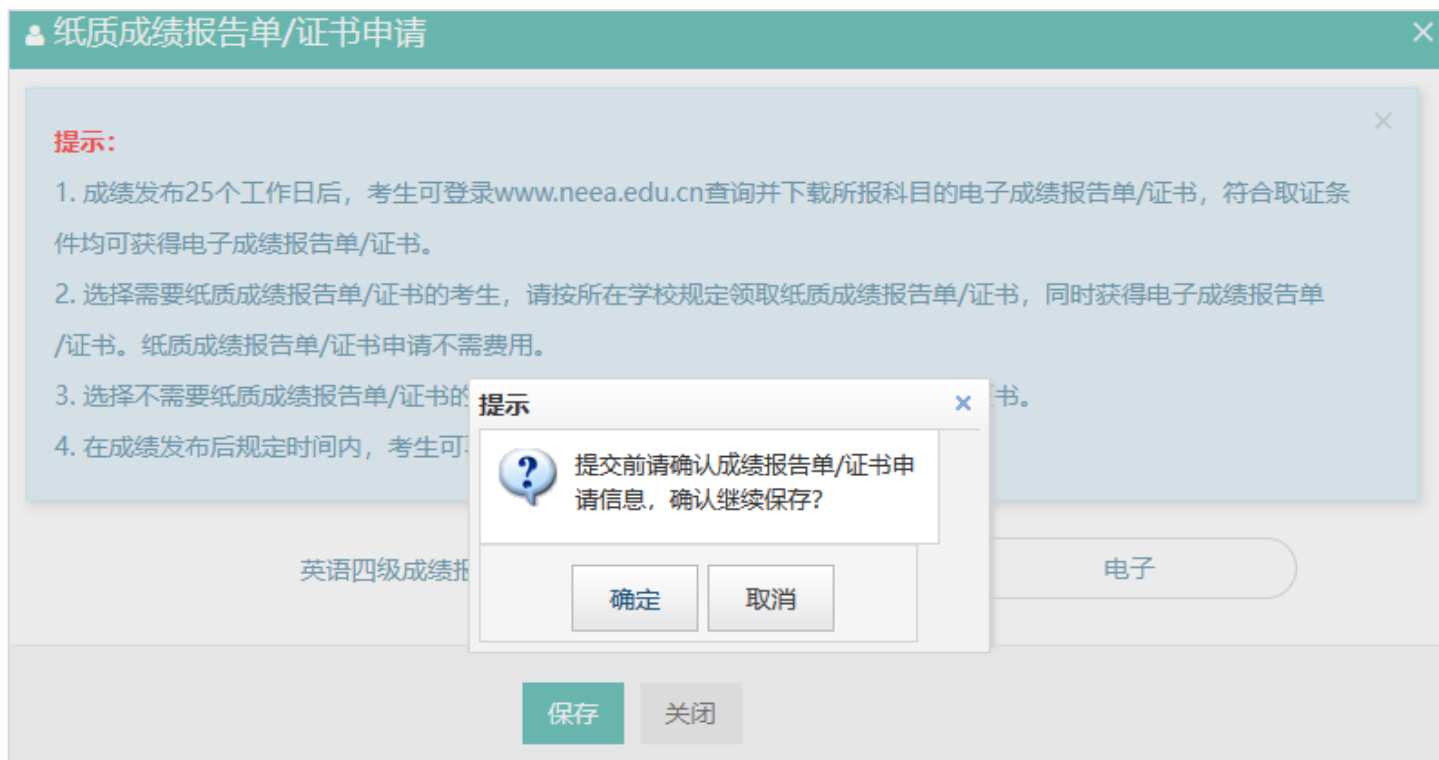 纸质成绩报告单/证书申请
提示：
1. 成绩发布25个工作日后，考生可登录www.neea.edu.cn查询并下载所报科目的电子成绩报告单/证书，符合取证条
件均可获得电子成绩报告单/证书。
2. 选择需要纸质成绩报告单/证书的考生，请按所在学校规定领取纸质成绩报告单/证书，同时获得电子成绩报告单
/证书。纸质成绩报告单/证书申请不需费用。
3. 选择不需要纸质成绩报告单/证书的
书。
4. 在成绩发布后规定时间内，考生可
提示
提交前请确认成绩报告单/证书申
请信息，确认继续保存?
英语四级成绩报
电子
确定
取消
保存
关闭